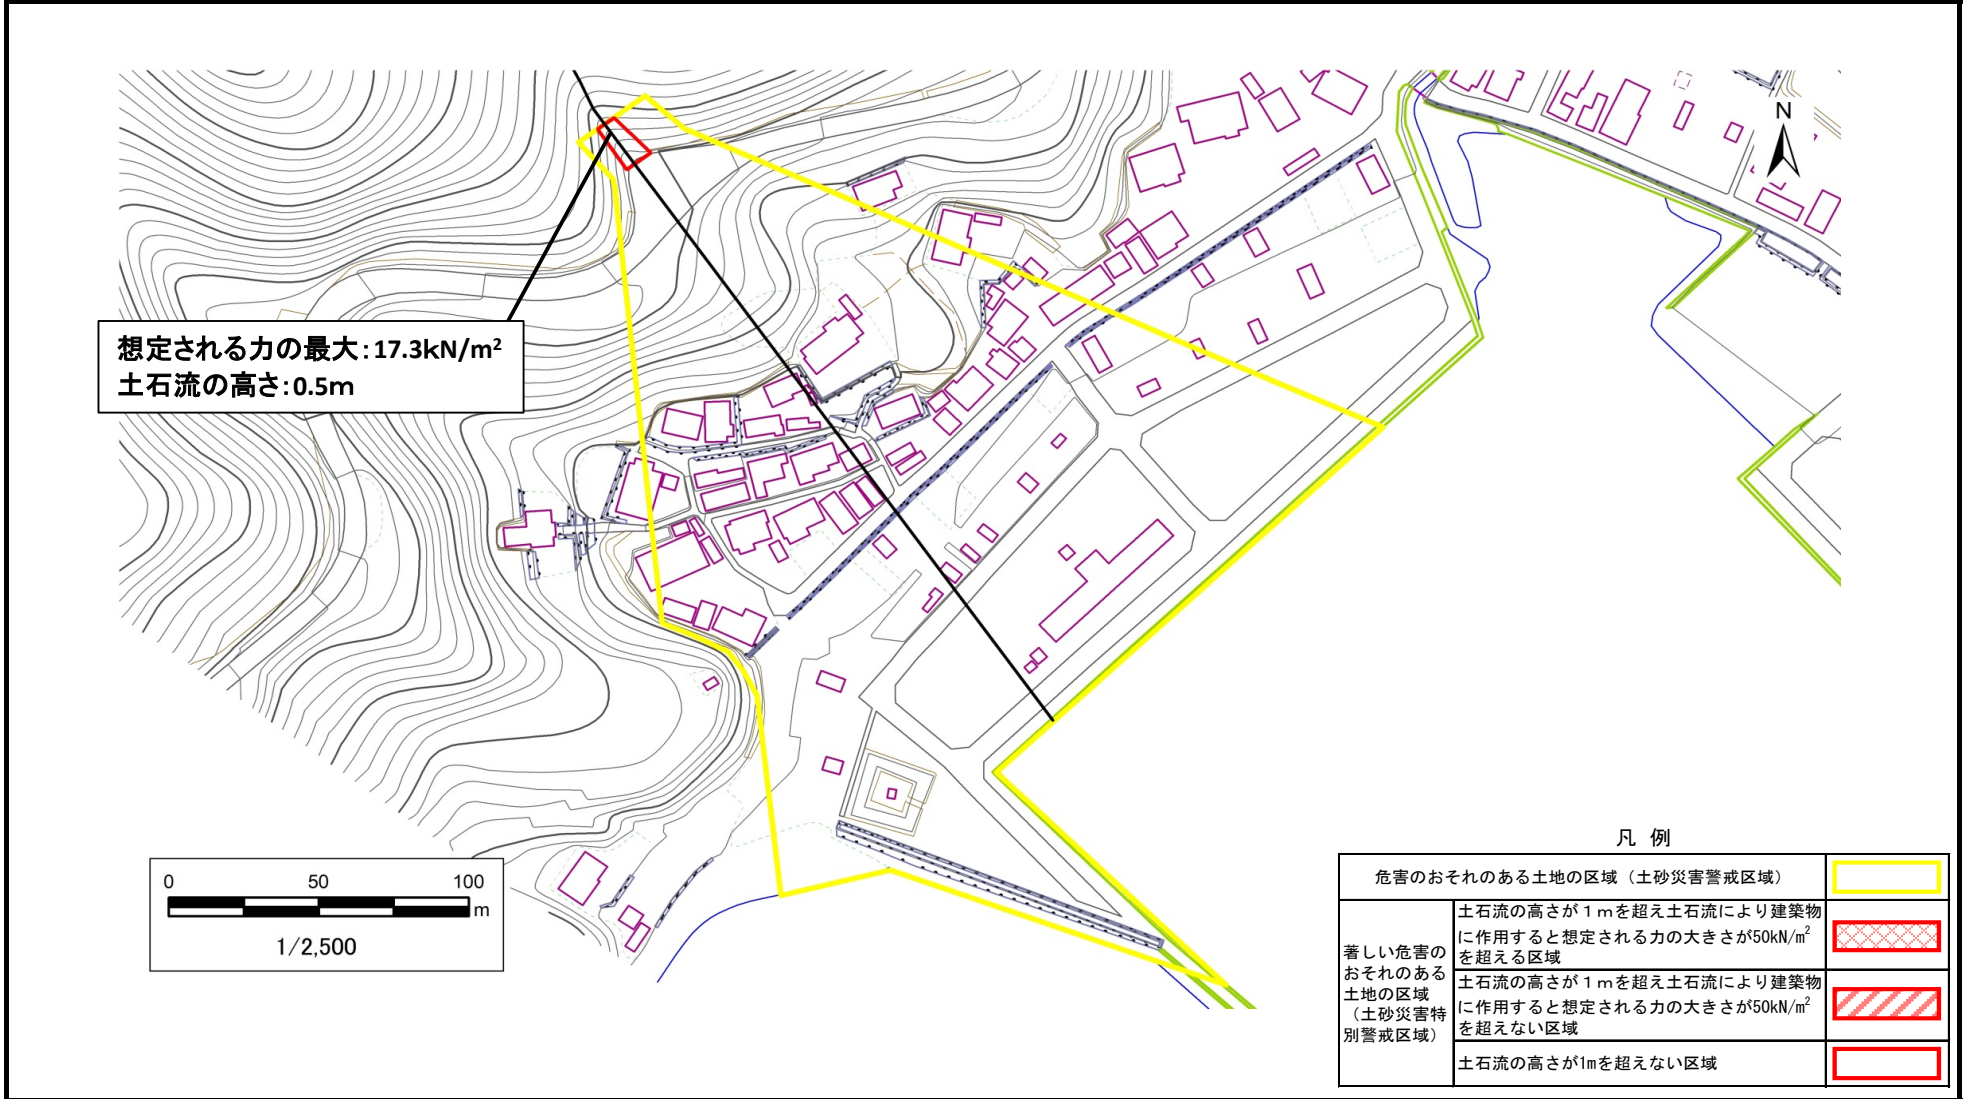 N
想定される力の最大:17.3kN/m²
土石流の高さ:0.5m
0 50 100
m
1/2,500
凡 例
危害のおそれのある土地の区域（土砂災害警戒区域）
著しい危害の
おそれのある
土地の区域
（土砂災害特
別警戒区域）
土石流の高さが１ｍを超え土石流により建築物
に作用すると想定される力の大きさが50kN/m²
を超える区域
土石流の高さが１ｍを超え土石流により建築物
に作用すると想定される力の大きさが50kN/m²
を超えない区域
土石流の高さが1mを超えない区域